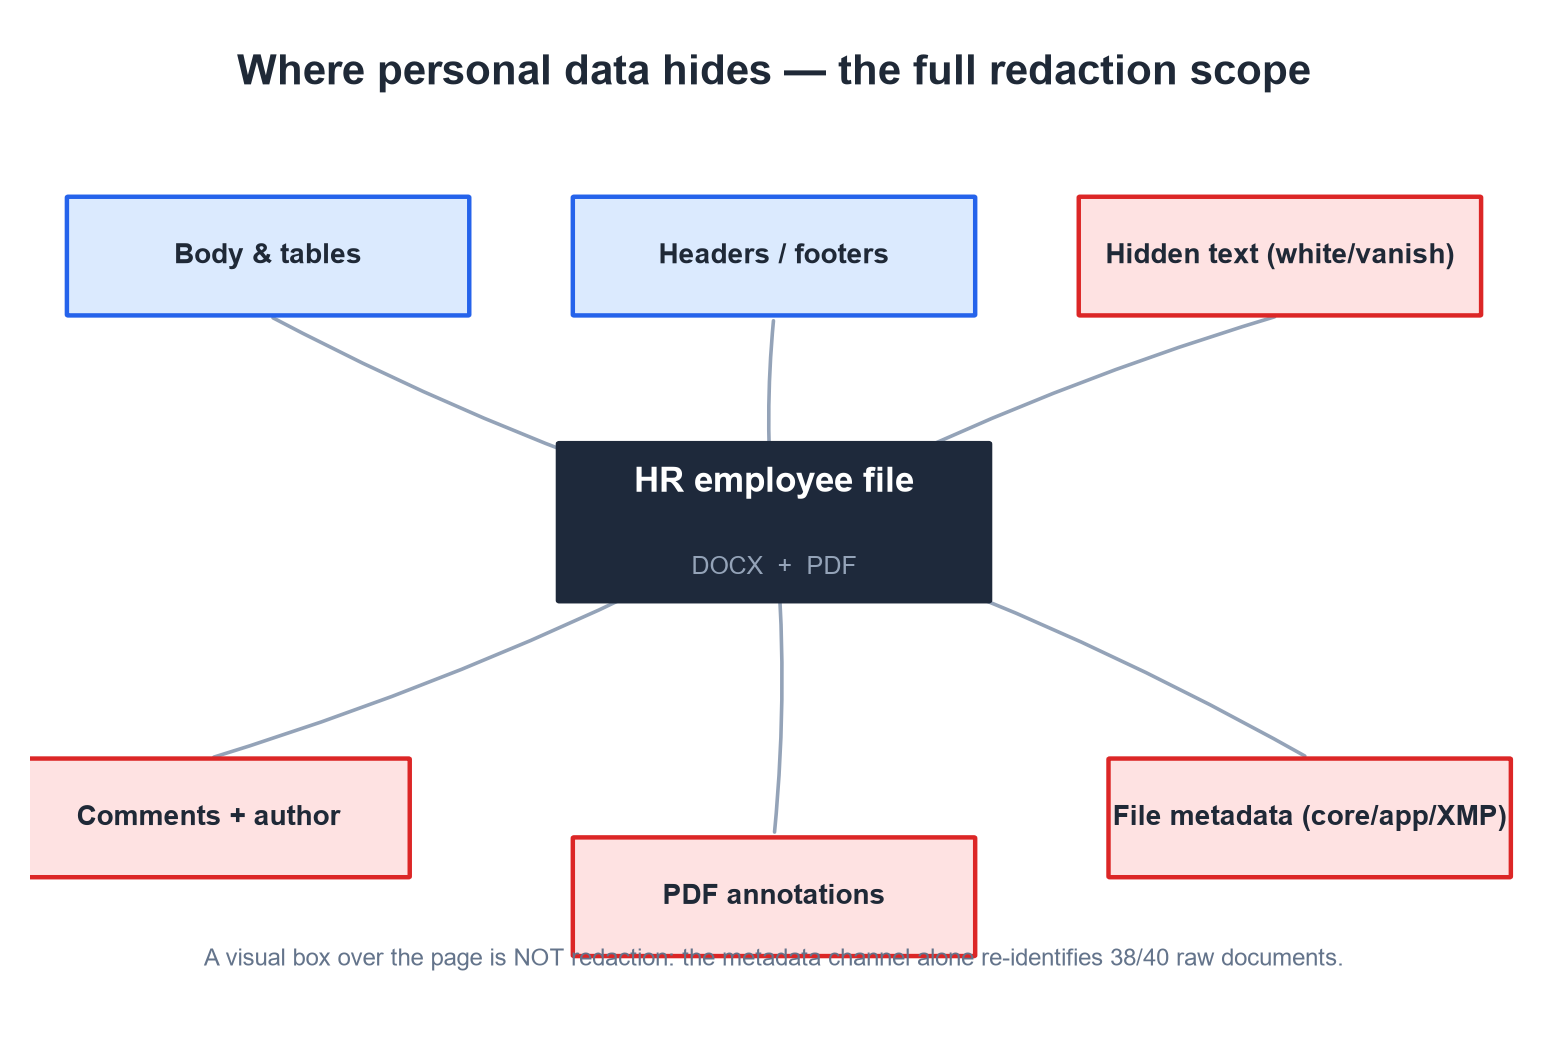 Where personal data hides — the full redaction scope
Body & tables
Headers / footers
Hidden text (white/vanish)
HR employee file
DOCX + PDF
Comments + author
File metadata (core/app/XMP)
PDF annotations
A visual box over the page is NOT redaction: the metadata channel alone re-identifies 38/40 raw documents.